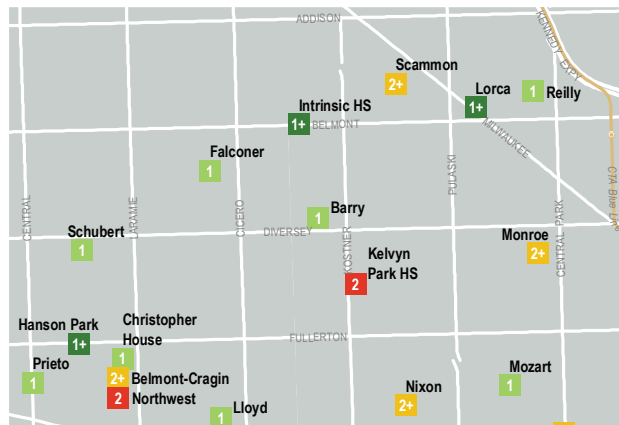 ADDISON
KENNEDY EXPY
Scammon
2+
Lorca
1+
1
Reilly
Intrinsic HS
1+
BELMONT
MILWAUKEE
Falconer
1
PULASKI
CTA Blue Line
CENTRAL
LARAMIE
CICERO
Barry
1
KOSTNER
CENTRAL PARK
Schubert
1
DIVERSEY
Monroe
2+
Kelvyn
Park HS
2
Hanson Park
1+
Christopher
House
1
FULLERTON
Prieto
1
2+
Belmont-Cragin
2
Northwest
Lloyd
1
Nixon
2+
Mozart
1